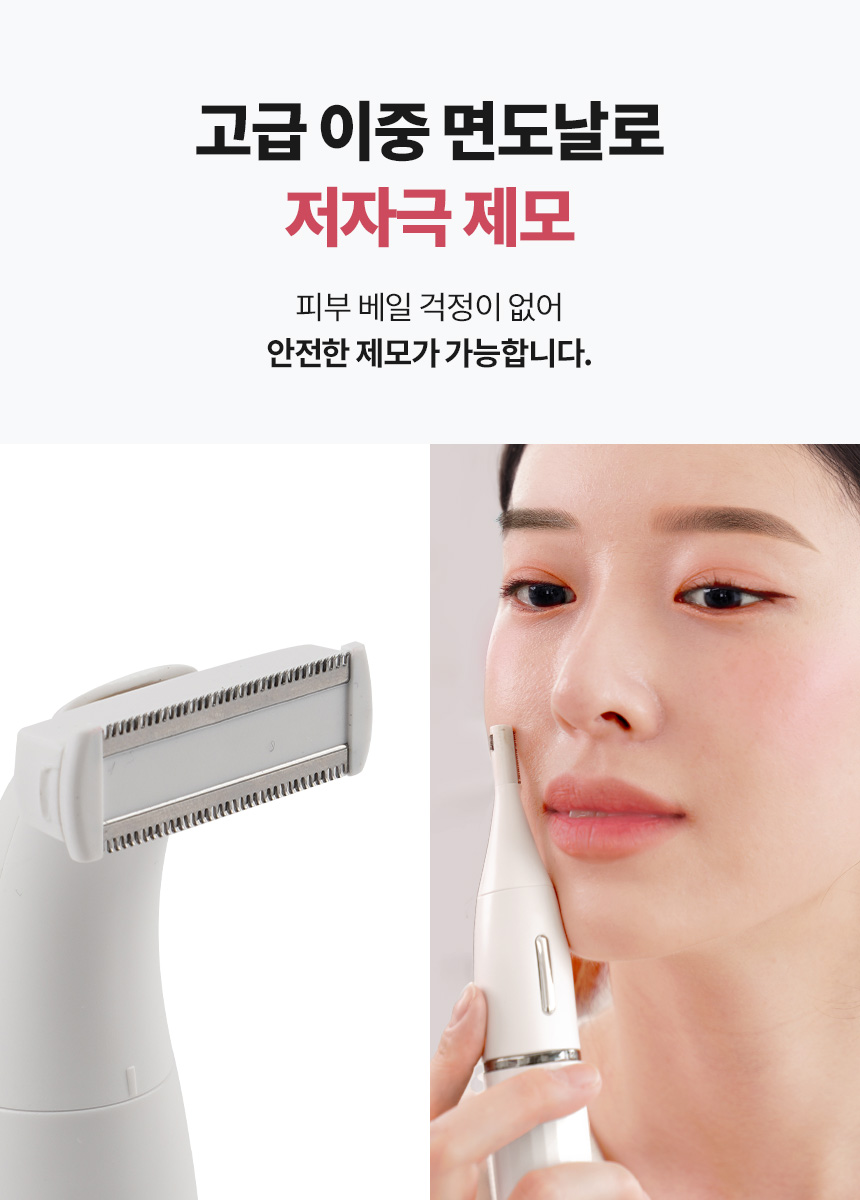 고급 이중 면도날로
저자극 제모
피부 베일 걱정이 없어
안전한 제모가 가능합니다.